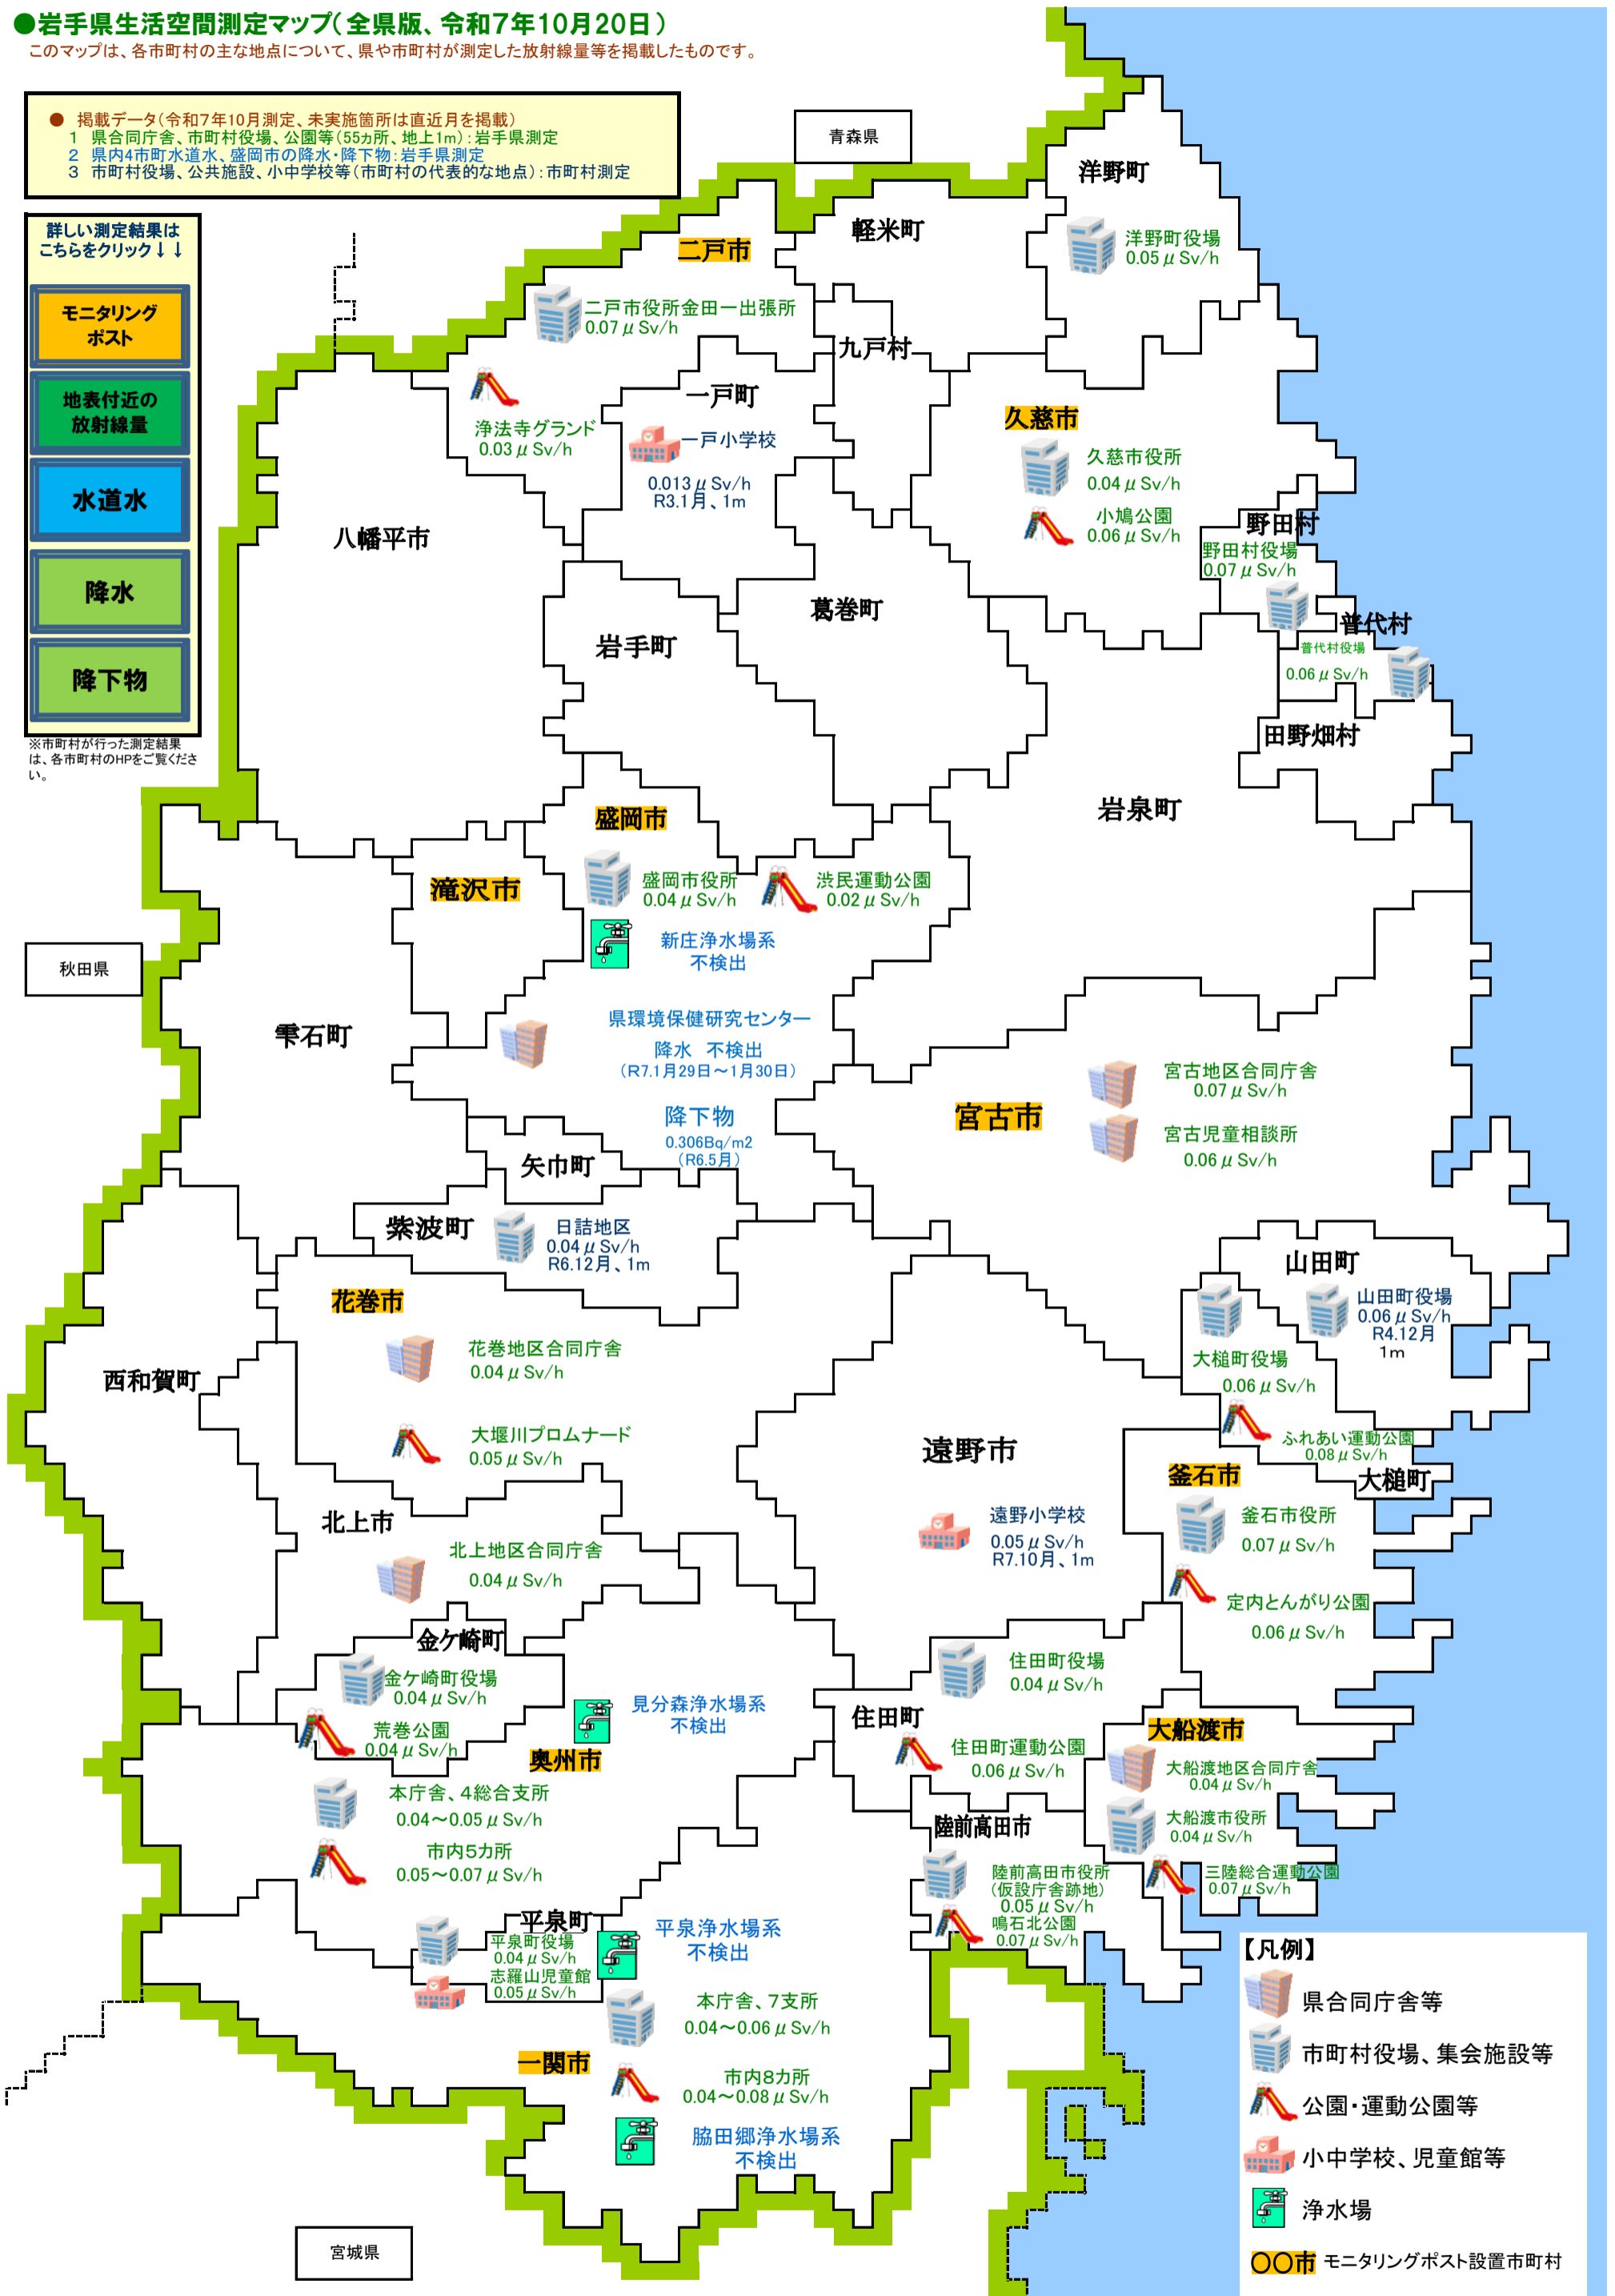 ●岩手県生活空間測定マップ(全県版、令和7年10月20日)
このマップは、各市町村の主な地点について、県や市町村が測定した放射線量等を掲載したものです。
● 掲載データ(令和7年10月測定、未実施箇所は直近月を掲載)
1 県合同庁舎、市町村役場、公園等(55ヵ所、地上1m):岩手県測定
2 県内4市町水道水、盛岡市の降水・降下物:岩手県測定
3 市町村役場、公共施設、小中学校等(市町村の代表的な地点):市町村測定
青森県
詳しい測定結果は
こちらをクリック↓↓
モニタリング
ポスト
地表付近の
放射線量
水道水
降水
降下物
※市町村が行った測定結果
は、各市町村のHPをご覧くださ
い。
洋野町
洋野町役場
0.05μSv/h
軽米町
二戸市
二戸市役所金田一出張所
0.07μSv/h
浄法寺グランド
0.03μSv/h
九戸村
一戸町
一戸小学校
0.013μSv/h
R3.1月、1m
久慈市
久慈市役所
0.04μSv/h
小鳩公園
0.06μSv/h
野田村
野田村役場
0.07μSv/h
普代村
普代村役場
0.06μSv/h
田野畑村
八幡平市
岩手町
葛巻町
岩泉町
盛岡市
盛岡市役所
0.04μSv/h
渋民運動公園
0.02μSv/h
新庄浄水場系
不検出
滝沢市
秋田県
雫石町
県環境保健研究センター
降水 不検出
(R7.1月29日~1月30日)
降下物
0.306Bq/m2
(R6.5月)
宮古市
宮古地区合同庁舎
0.07μSv/h
宮古児童相談所
0.06μSv/h
矢巾町
紫波町
日詰地区
0.04μSv/h
R6.12月、1m
山田町
山田町役場
0.06μSv/h
R4.12月
1m
花巻市
花巻地区合同庁舎
0.04μSv/h
大堰川プロムナード
0.05μSv/h
西和賀町
大槌町役場
0.06μSv/h
ふれあい運動公園
0.08μSv/h
大槌町
遠野市
遠野小学校
0.05μSv/h
R7.10月、1m
釜石市
釜石市役所
0.07μSv/h
定内とんがり公園
0.06μSv/h
北上市
北上地区合同庁舎
0.04μSv/h
金ケ崎町
金ケ崎町役場
0.04μSv/h
荒巻公園
0.04μSv/h
見分森浄水場系
不検出
奥州市
本庁舎、4総合支所
0.04~0.05μSv/h
市内5カ所
0.05~0.07μSv/h
住田町
住田町役場
0.04μSv/h
住田町運動公園
0.06μSv/h
大船渡市
大船渡地区合同庁舎
0.04μSv/h
大船渡市役所
0.04μSv/h
三陸総合運動公園
0.07μSv/h
陸前高田市
陸前高田市役所
(仮設庁舎跡地)
0.05μSv/h
鳴石北公園
0.07μSv/h
平泉町
平泉町役場
0.04μSv/h
志羅山児童館
0.05μSv/h
平泉浄水場系
不検出
本庁舎、7支所
0.04~0.06μSv/h
一関市
市内8カ所
0.04~0.08μSv/h
脇田郷浄水場系
不検出
宮城県
【凡例】
県合同庁舎等
市町村役場、集会施設等
公園・運動公園等
小中学校、児童館等
浄水場
〇〇市 モニタリングポスト設置市町村